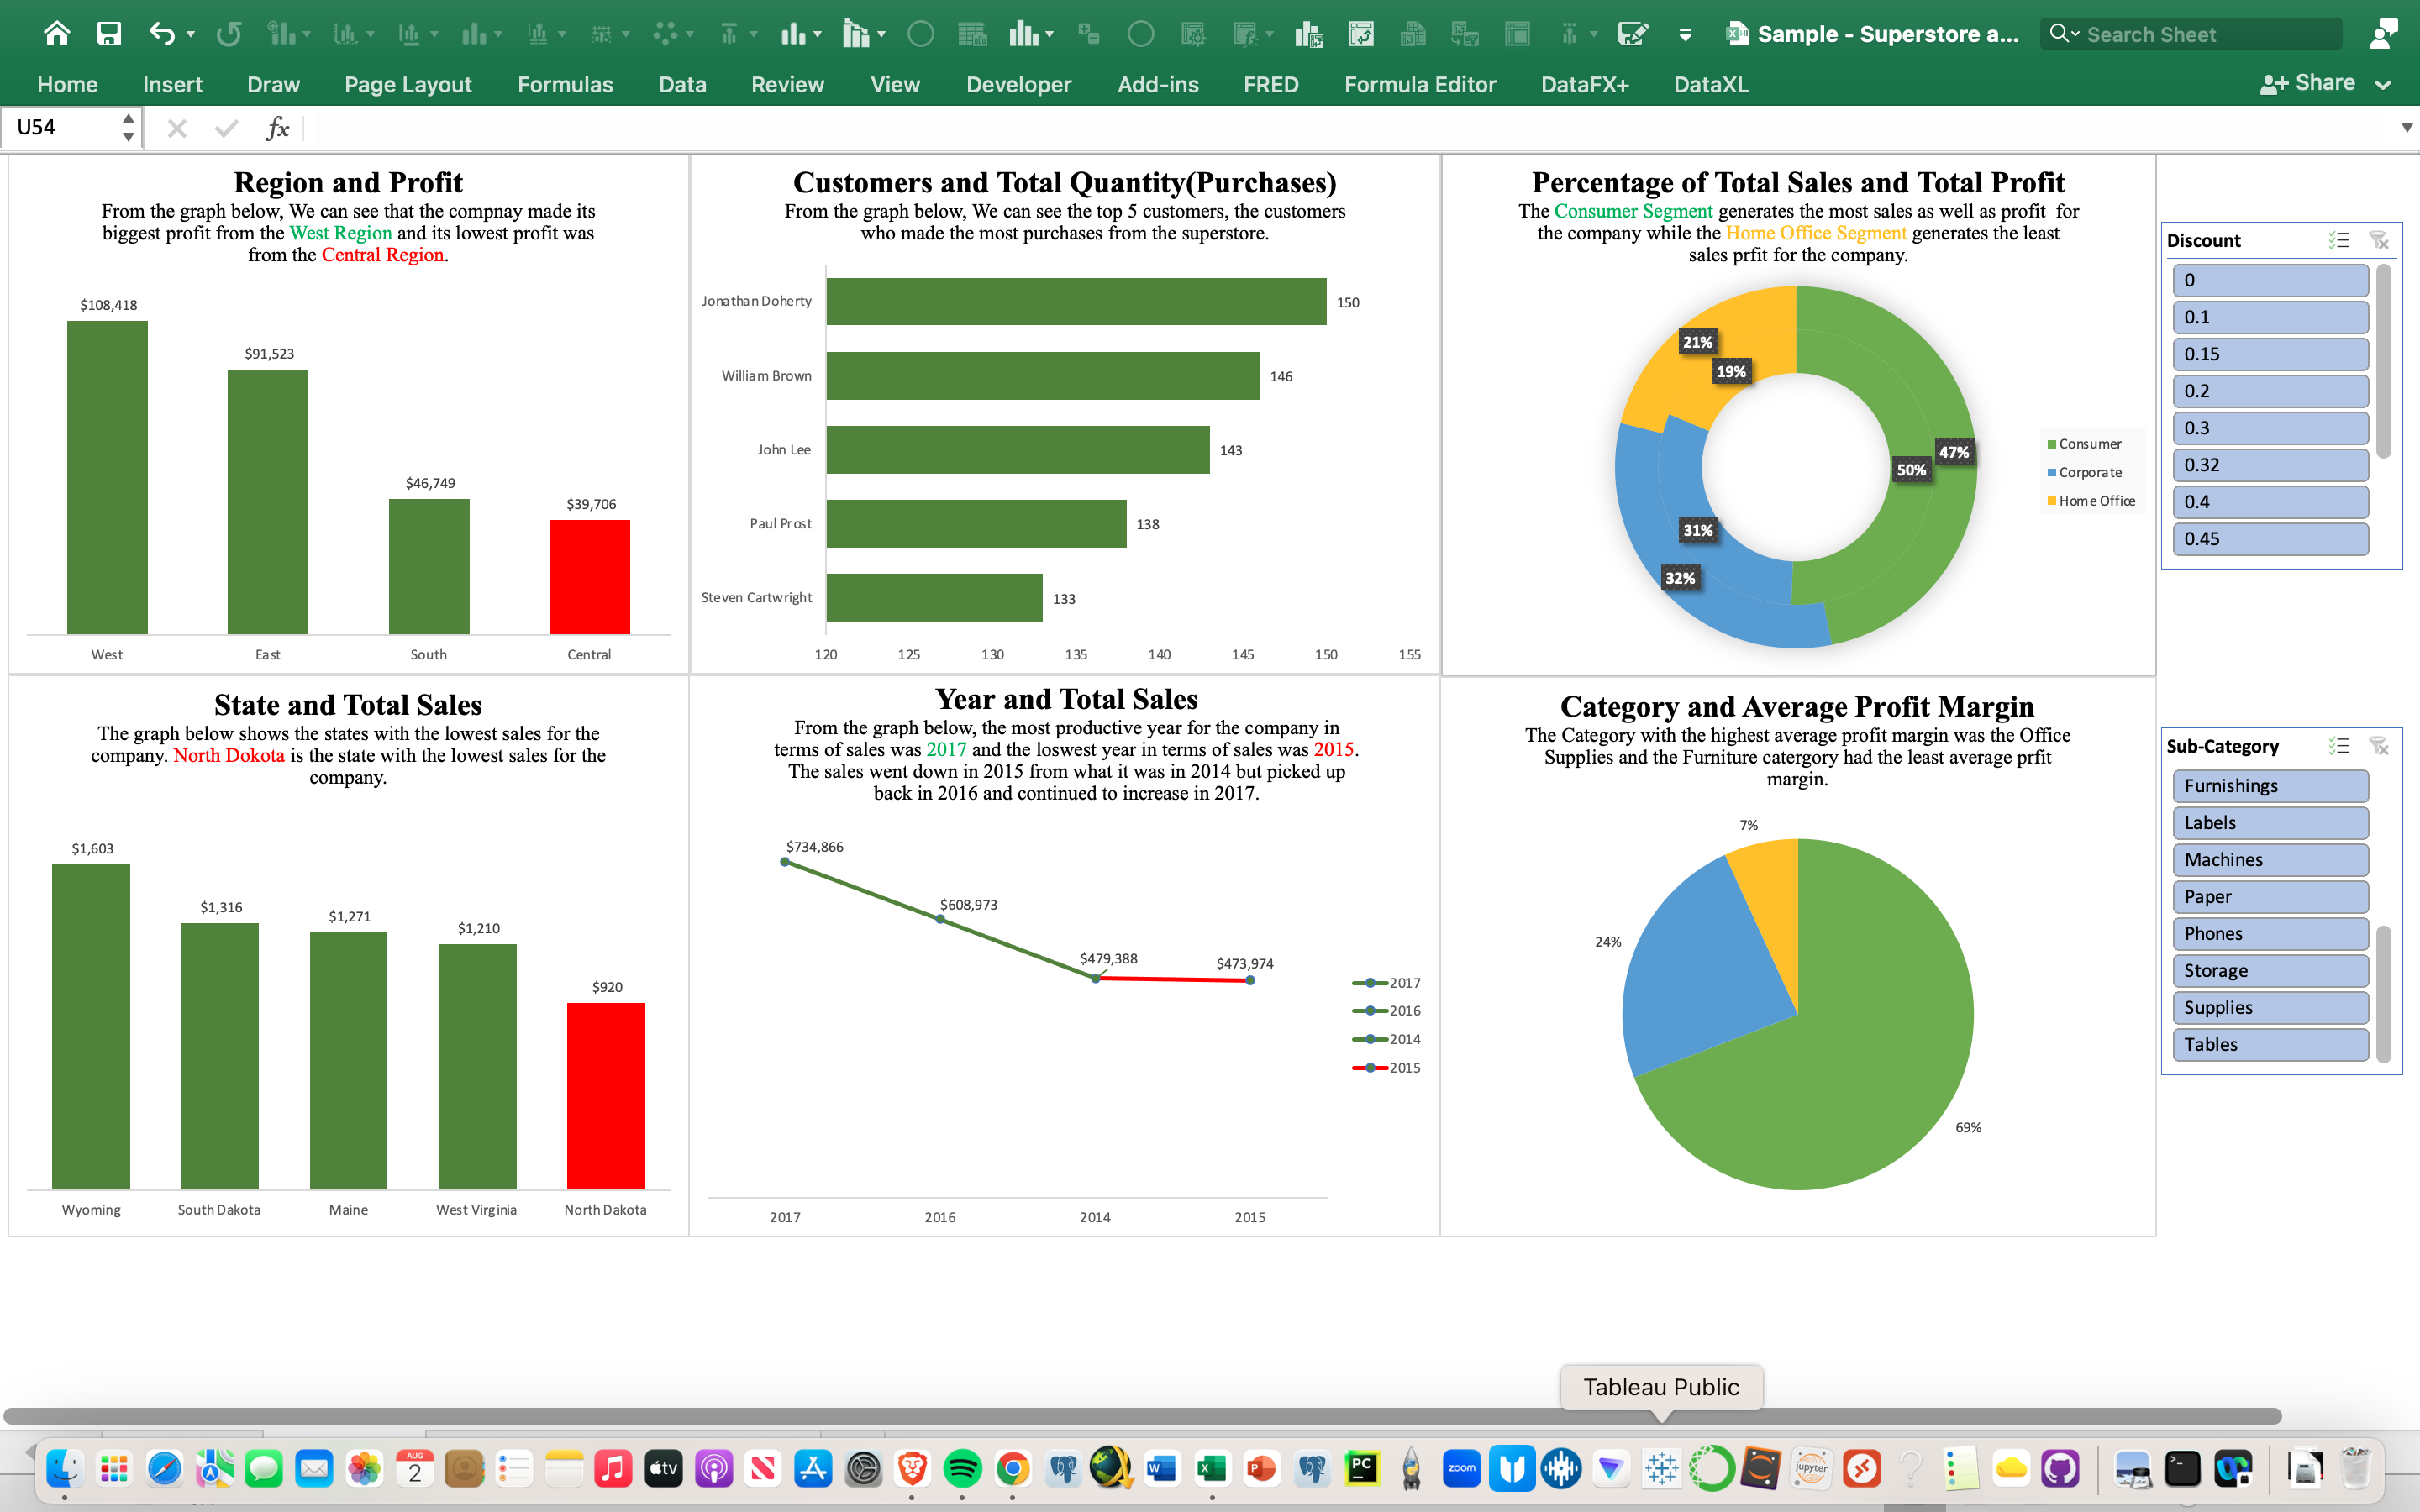 Sample - Superstore a...
Search Sheet
Home Insert Draw Page Layout Formulas Data Review View Developer Add-ins FRED Formula Editor DataFX+ DataXL
Share
U54
fx
Region and Profit
From the graph below, We can see that the compnay made its
biggest profit from the West Region and its lowest profit was
from the Central Region.
$108,418
$91,523
$46,749
$39,706
West East South Central
Customers and Total Quantity(Purchases)
From the graph below, We can see the top 5 customers, the customers
who made the most purchases from the superstore.
Jonathan Doherty 150
William Brown 146
John Lee 143
Paul Prost 138
Steven Cartwright 133
120 125 130 135 140 145 150 155
Percentage of Total Sales and Total Profit
The Consumer Segment generates the most sales as well as profit for
the company while the Home Office Segment generates the least
sales prfit for the company.
21%
19%
47%
50%
31%
32%
Consumer
Corporate
Home Office
Discount
0
0.1
0.15
0.2
0.3
0.32
0.4
0.45
State and Total Sales
The graph below shows the states with the lowest sales for the
company. North Dokota is the state with the lowest sales for the
company.
$1,603
$1,316
$1,271
$1,210
$920
Wyoming South Dakota Maine West Virginia North Dakota
Year and Total Sales
From the graph below, the most productive year for the company in
terms of sales was 2017 and the loswest year in terms of sales was 2015.
The sales went down in 2015 from what it was in 2014 but picked up
back in 2016 and continued to increase in 2017.
$734,866
$608,973
$479,388
$473,974
2017
2016
2014
2015
2017 2016 2014 2015
Category and Average Profit Margin
The Category with the highest average profit margin was the Office
Supplies and the Furniture catergory had the least average prfit
margin.
7%
24%
69%
Sub-Category
Furnishings
Labels
Machines
Paper
Phones
Storage
Supplies
Tables
Tableau Public
AUG
2
tv
W
X
P
PC
zoom
jupyter